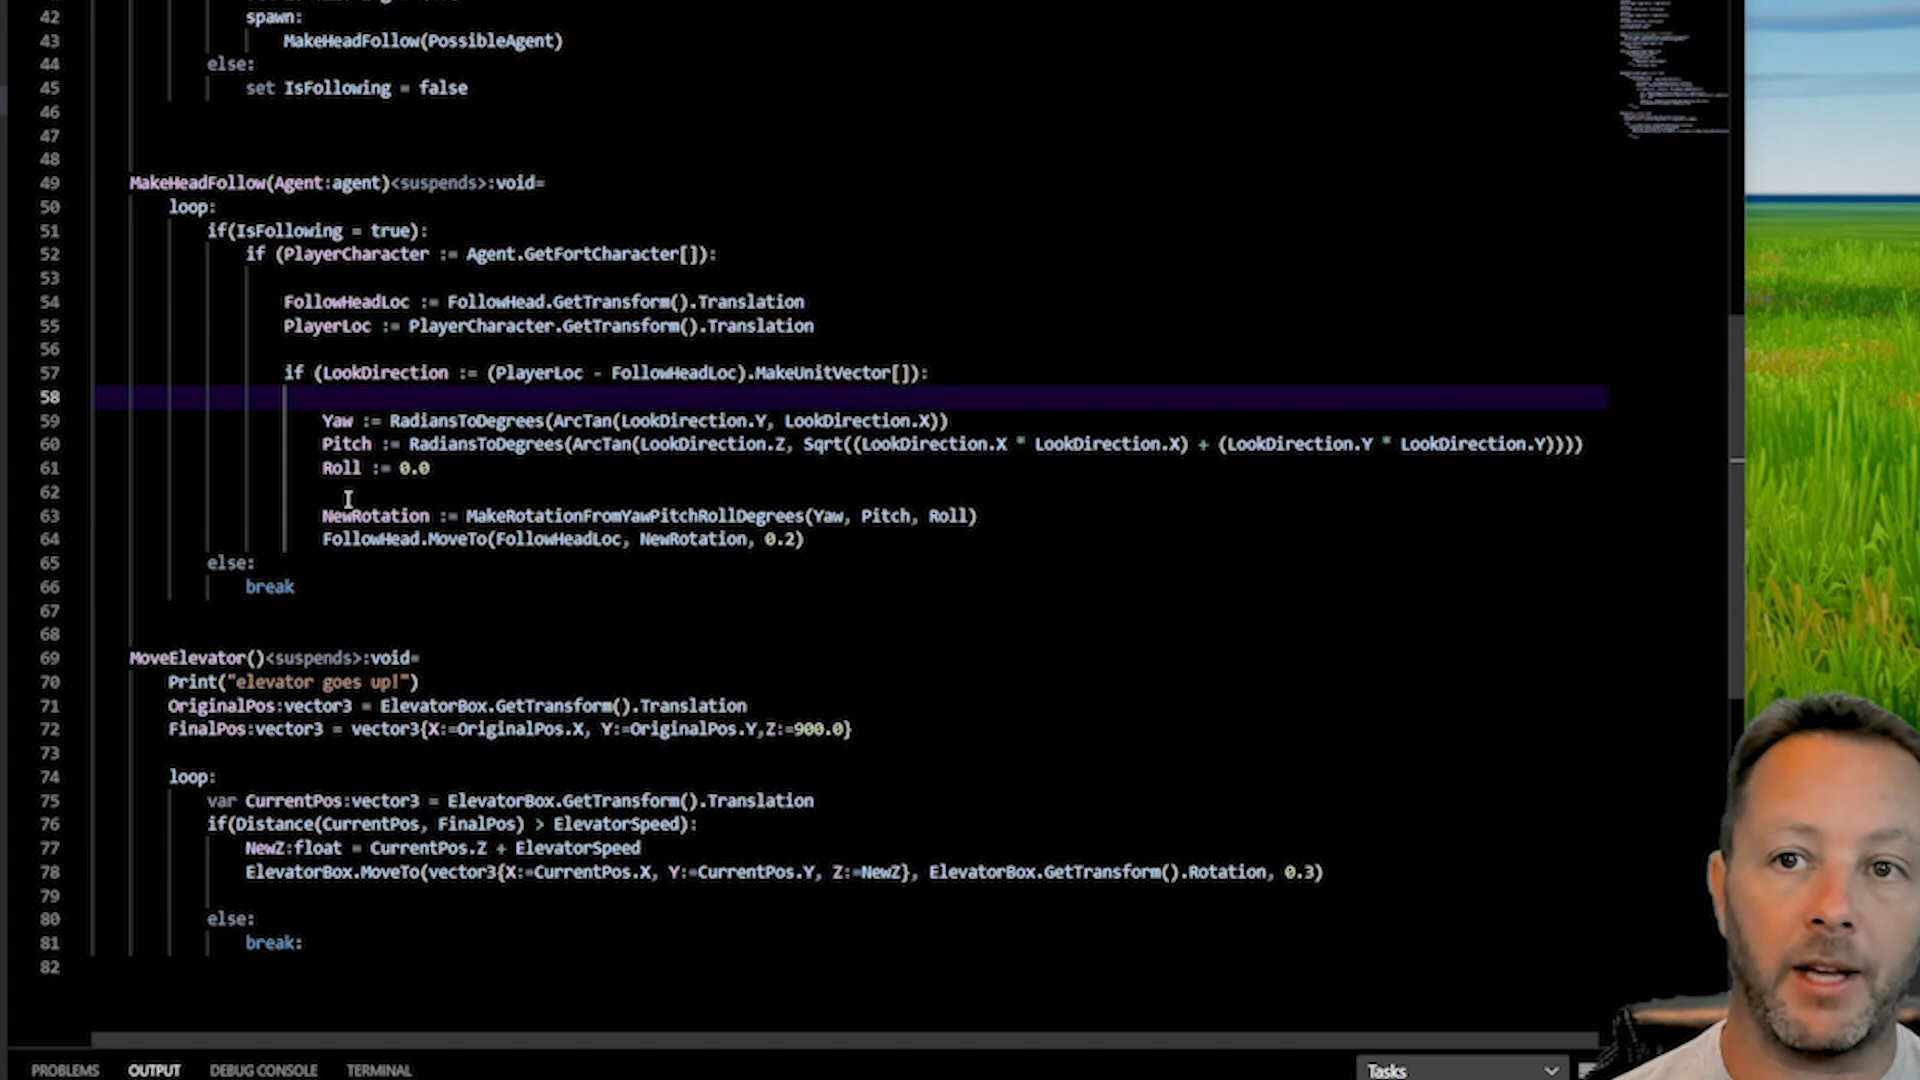 42 spawn:
43 MakeHeadFollow(PossibleAgent)
44 else:
45 set IsFollowing = false
46
47
48
49 MakeHeadFollow(Agent:agent)<suspends>:void=
50 loop:
51 if(IsFollowing = true):
52 if (PlayerCharacter := Agent.GetFortCharacter[]):
53
54 FollowHeadLoc := FollowHead.GetTransform().Translation
55 PlayerLoc := PlayerCharacter.GetTransform().Translation
56
57 if (LookDirection := (PlayerLoc - FollowHeadLoc).MakeUnitVector[]):
58
59 Yaw := RadiansToDegrees(ArcTan(LookDirection.Y, LookDirection.X))
60 Pitch := RadiansToDegrees(ArcTan(LookDirection.Z, Sqrt((LookDirection.X * LookDirection.X) + (LookDirection.Y * LookDirection.Y))))
61 Roll := 0.0
62
63 NewRotation := MakeRotationFromYawPitchRollDegrees(Yaw, Pitch, Roll)
64 FollowHead.MoveTo(FollowHeadLoc, NewRotation, 0.2)
65 else:
66 break
67
68
69 MoveElevator()<suspends>:void=
70 Print("elevator goes up!")
71 OriginalPos:vector3 = ElevatorBox.GetTransform().Translation
72 FinalPos:vector3 = vector3{X:=OriginalPos.X, Y:=OriginalPos.Y,Z:=900.0}
73
74 loop:
75 var CurrentPos:vector3 = ElevatorBox.GetTransform().Translation
76 if(Distance(CurrentPos, FinalPos) > ElevatorSpeed):
77 NewZ:float = CurrentPos.Z + ElevatorSpeed
78 ElevatorBox.MoveTo(vector3{X:=CurrentPos.X, Y:=CurrentPos.Y, Z:=NewZ}, ElevatorBox.GetTransform().Rotation, 0.3)
79
80 else:
81 break:
82
PROBLEMS OUTPUT DEBUG CONSOLE TERMINAL Tasks